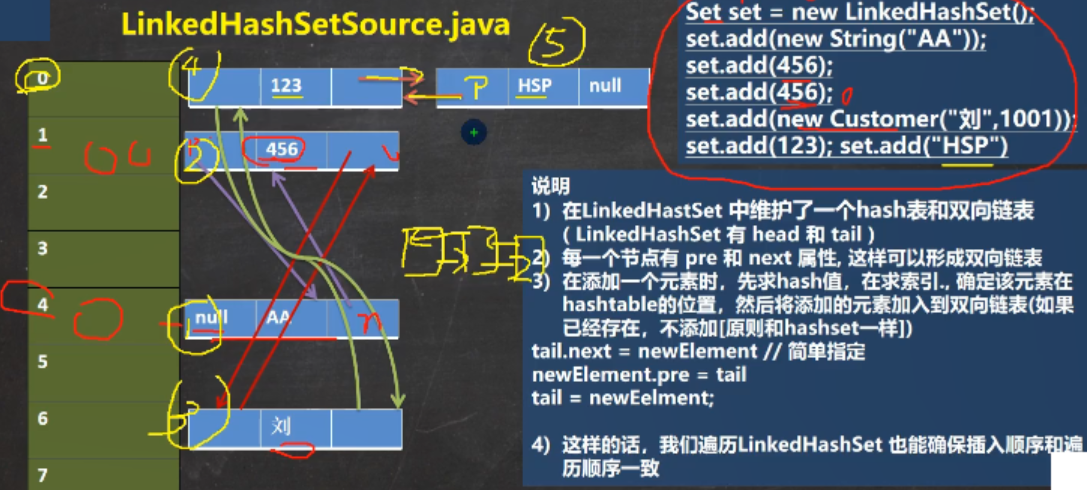 LinkedHashSetSource.java
Set set = new LinkedHashSet();
set.add(new String("AA"));
set.add(456);
set.add(456);
set.add(new Customer("刘",1001));
set.add(123); set.add("HSP")
0
4
123
P
HSP
null
5
1
2
456
2
3
4
null
AA
n
5
6
3
刘
7
说明
1) 在LinkedHastSet 中维护了一个hash表和双向链表
( LinkedHashSet 有 head 和 tail )
2) 每一个节点有 pre 和 next 属性, 这样可以形成双向链表
3) 在添加一个元素时，先求hash值，在求索引., 确定该元素在
hashtable的位置，然后将添加的元素加入到双向链表(如果
已经存在，不添加[原则和hashset一样])
tail.next = newElement // 简单指定
newElement.pre = tail
tail = newEelment;
4) 这样的话，我们遍历LinkedHashSet 也能确保插入顺序和遍
历顺序一致